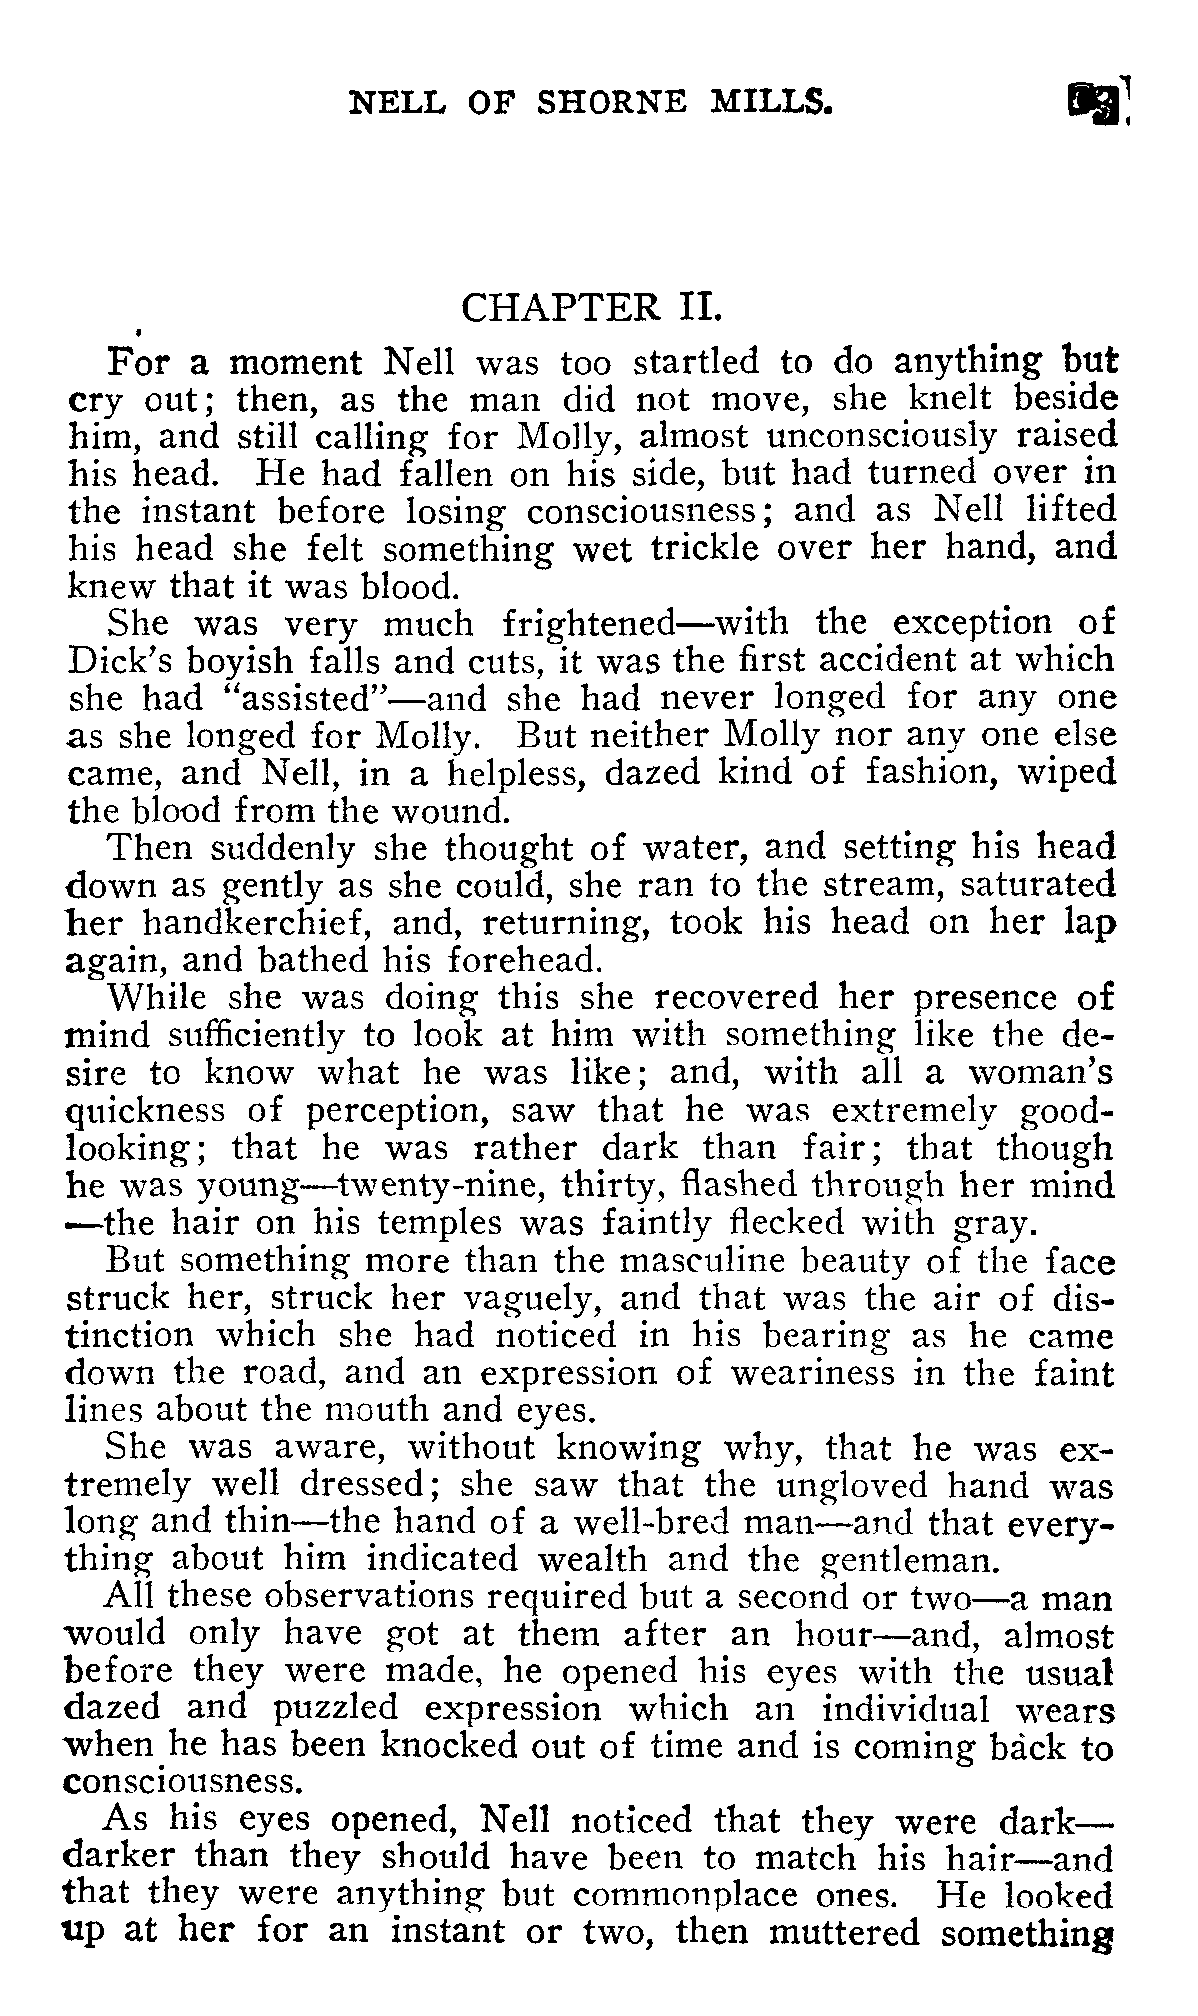 NELL OF SHORNE MILLS.
CHAPTER II.
For a moment Nell was too startled to do anything but
cry out; then, as the man did not move, she knelt beside
him, and still calling for Molly, almost unconsciously raised
his head. He had fallen on his side, but had turned over in
the instant before losing consciousness; and as Nell lifted
his head she felt something wet trickle over her hand, and
knew that it was blood.
She was very much frightened—with the exception of
Dick's boyish falls and cuts, it was the first accident at which
she had "assisted"—and she had never longed for any one
as she longed for Molly. But neither Molly nor any one else
came, and Nell, in a helpless, dazed kind of fashion, wiped
the blood from the wound.
Then suddenly she thought of water, and setting his head
down as gently as she could, she ran to the stream, saturated
her handkerchief, and, returning, took his head on her lap
again, and bathed his forehead.
While she was doing this she recovered her presence of
mind sufficiently to look at him with something like the de-
sire to know what he was like; and, with all a woman's
quickness of perception, saw that he was extremely good-
looking; that he was rather dark than fair; that though
he was young—twenty-nine, thirty, flashed through her mind
—the hair on his temples was faintly flecked with gray.
But something more than the masculine beauty of the face
struck her, struck her vaguely, and that was the air of dis-
tinction which she had noticed in his bearing as he came
down the road, and an expression of weariness in the faint
lines about the mouth and eyes.
She was aware, without knowing why, that he was ex-
tremely well dressed; she saw that the ungloved hand was
long and thin—the hand of a well-bred man—and that every-
thing about him indicated wealth and the gentleman.
All these observations required but a second or two—a man
would only have got at them after an hour—and, almost
before they were made, he opened his eyes with the usual
dazed and puzzled expression which an individual wears
when he has been knocked out of time and is coming back to
consciousness.
As his eyes opened, Nell noticed that they were dark—
darker than they should have been to match his hair—and
that they were anything but commonplace ones. He looked
up at her for an instant or two, then muttered something